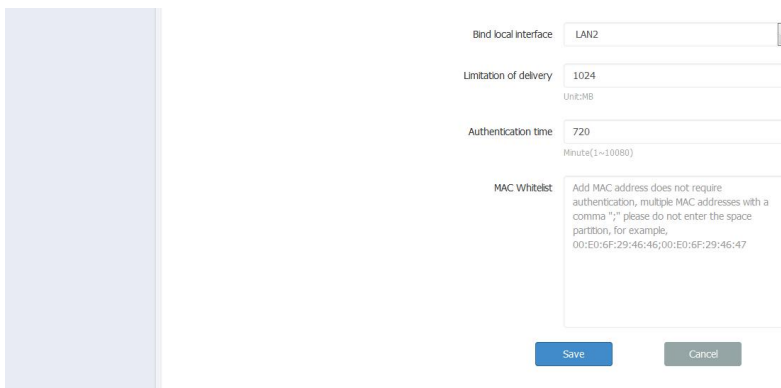 Bind local interface LAN2
Limitation of delivery 1024
Unit:MB
Authentication time 720
Minute(1~10080)
MAC Whitelist Add MAC address does not require
authentication, multiple MAC addresses with a
comma ";" please do not enter the space
partition, for example,
00:E0:6F:29:46:46;00:E0:6F:29:46:47
Save Cancel